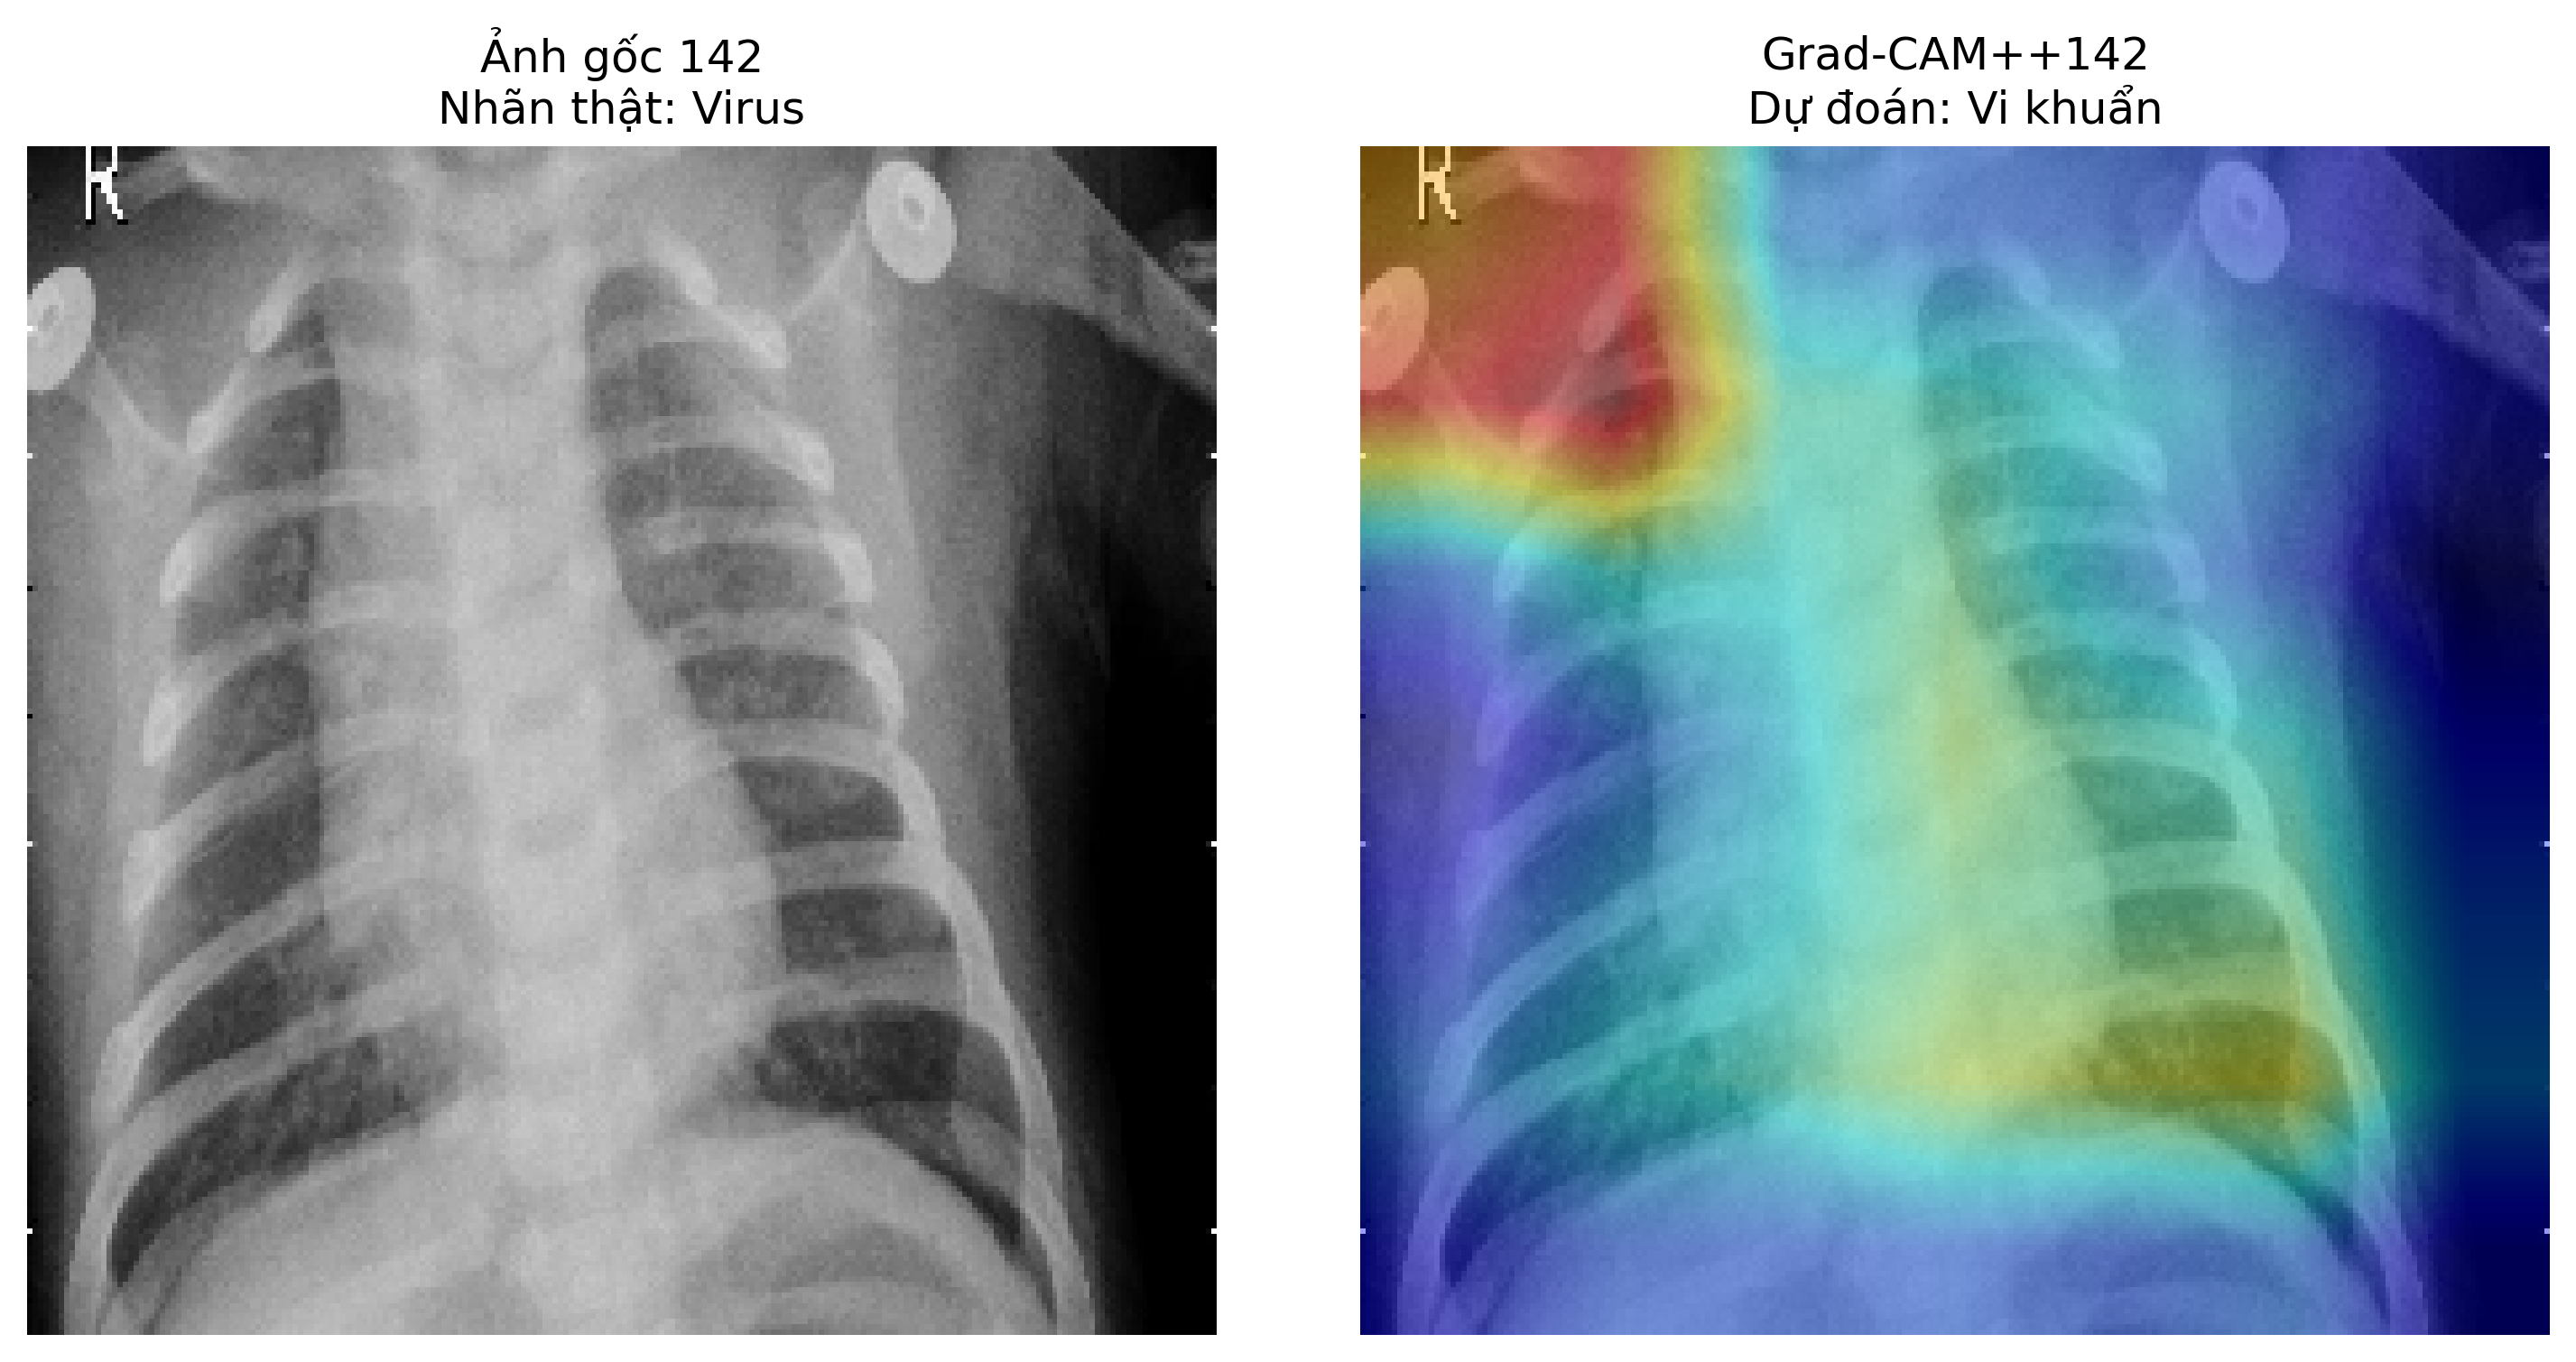 Ảnh gốc 142
Nhãn thật: Virus
Grad-CAM++142
Dự đoán: Vi khuẩn
R
R